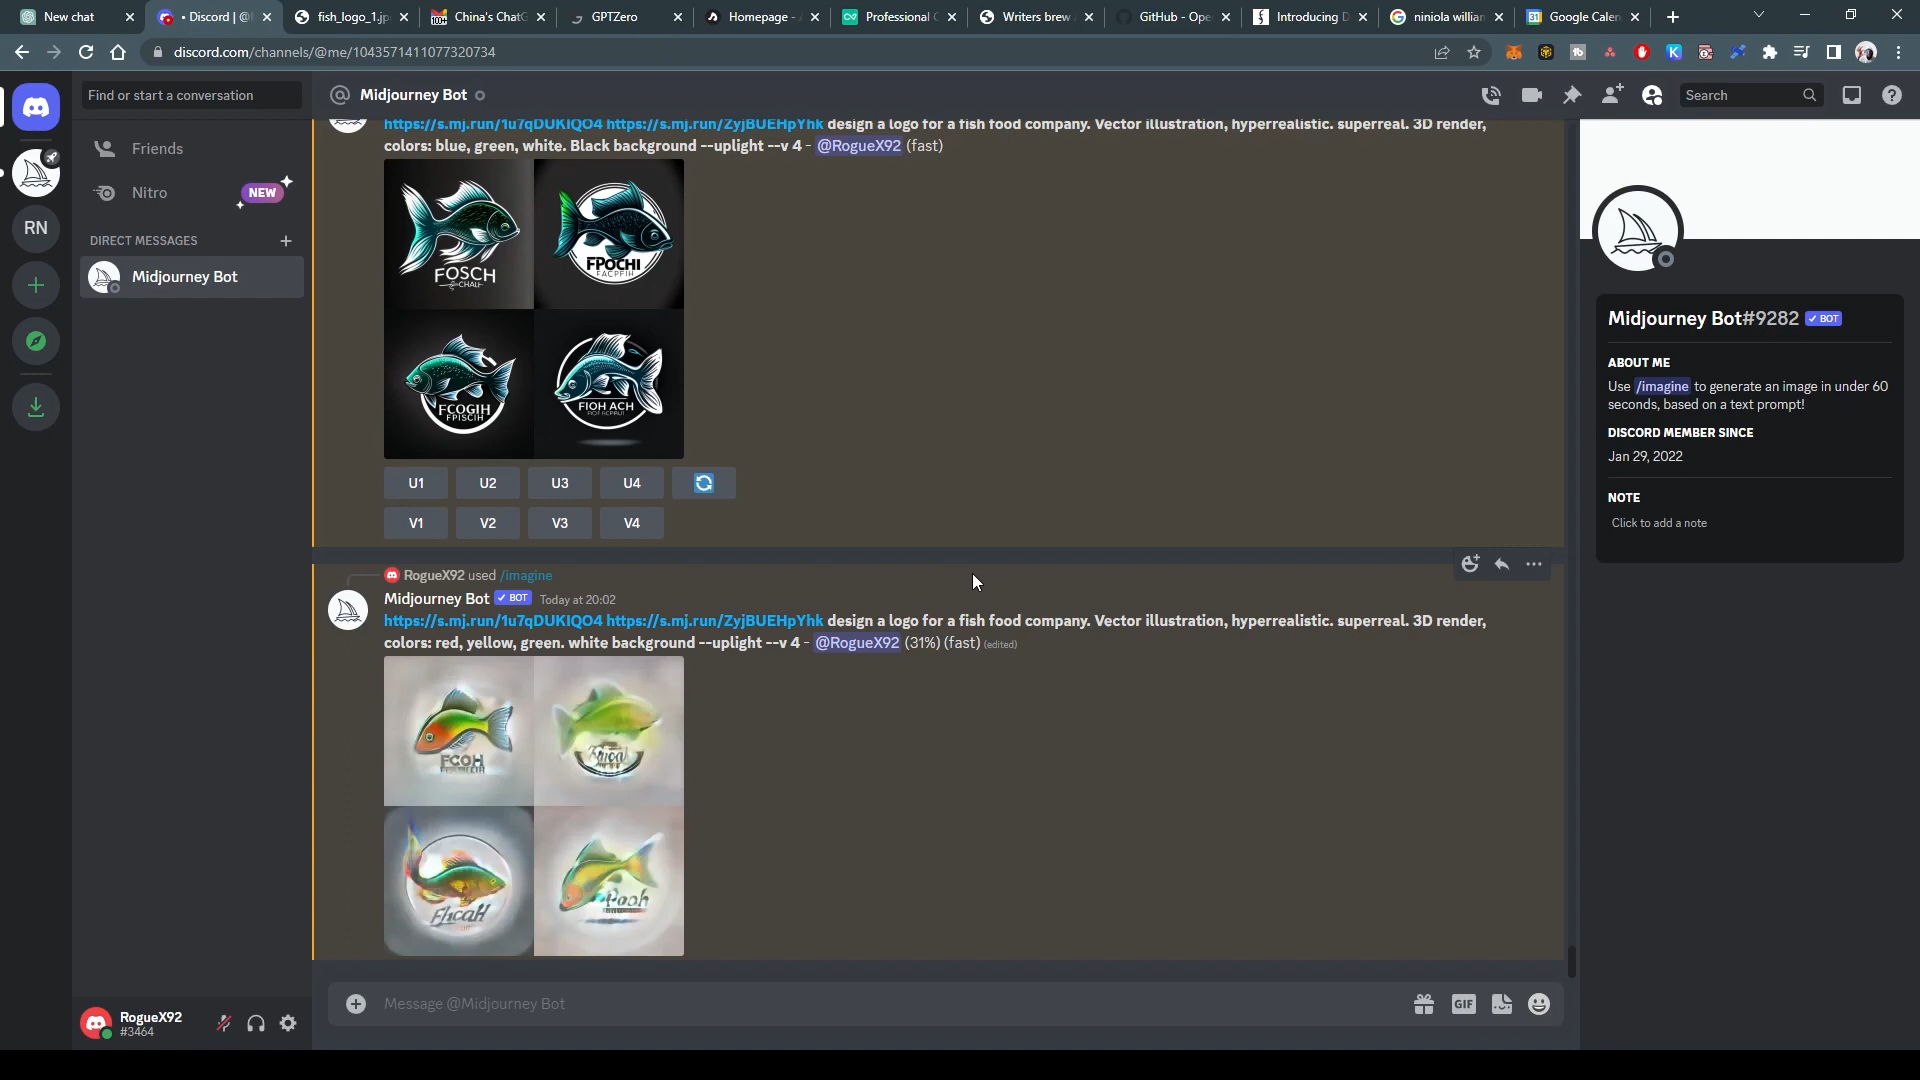 New chat
• Discord | @
fish_logo_1.jp
China's ChatG
GPTZero
Homepage -
Professional
Writers brew
GitHub - Ope
Introducing D
niniola willian
Google Calen
discord.com/channels/@me/1043571411077320734
Find or start a conversation
Midjourney Bot
Search
Friends
Nitro
NEW
RN
DIRECT MESSAGES
Midjourney Bot
https://s.mj.run/1u7qDUKIQO4 https://s.mj.run/ZyjBUEHpYhk design a logo for a fish food company. Vector illustration, hyperrealistic. superreal. 3D render,
colors: blue, green, white. Black background --uplight --v 4 - @RogueX92 (fast)
FOSCH
CHALI
FPOCHI
FACPFIH
FCOGIH
FPISCIH
FIOH ACH
U1 U2 U3 U4
V1 V2 V3 V4
RogueX92 used /imagine
Midjourney Bot BOT Today at 20:02
https://s.mj.run/1u7qDUKIQO4 https://s.mj.run/ZyjBUEHpYhk design a logo for a fish food company. Vector illustration, hyperrealistic. superreal. 3D render,
colors: red, yellow, green. white background --uplight --v 4 - @RogueX92 (31%) (fast) (edited)
FCOH
Pooh
Message @Midjourney Bot
GIF
RogueX92
#3464
Midjourney Bot#9282 BOT
ABOUT ME
Use /imagine to generate an image in under 60
seconds, based on a text prompt!
DISCORD MEMBER SINCE
Jan 29, 2022
NOTE
Click to add a note